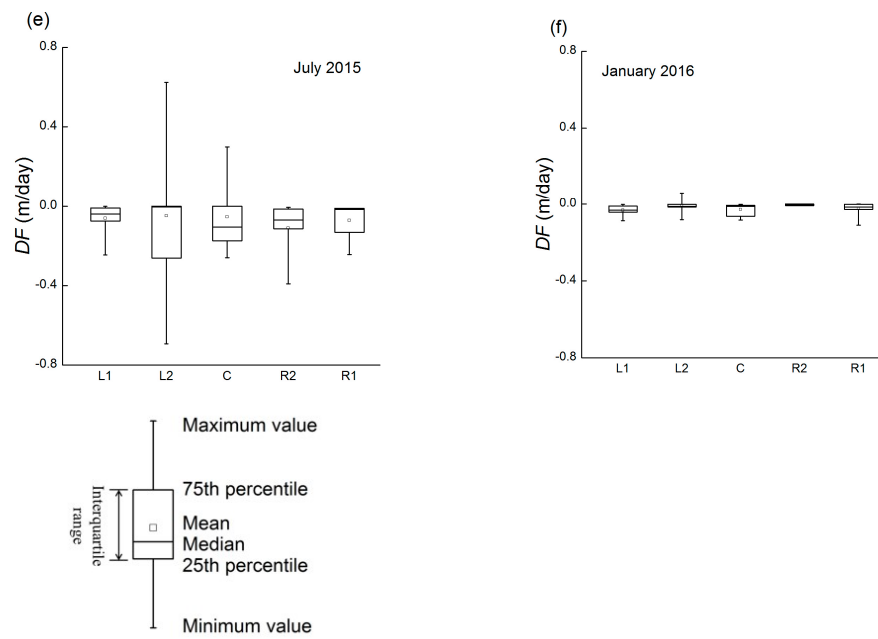 (e)
0.8
0.4
0.0
-0.4
-0.8
DF (m/day)
July 2015
L1 L2 C R2 R1
(f)
0.8
0.4
0.0
-0.4
-0.8
DF (m/day)
January 2016
L1 L2 C R2 R1
Maximum value
75th percentile
Mean
Median
25th percentile
Minimum value
Interquartile
range